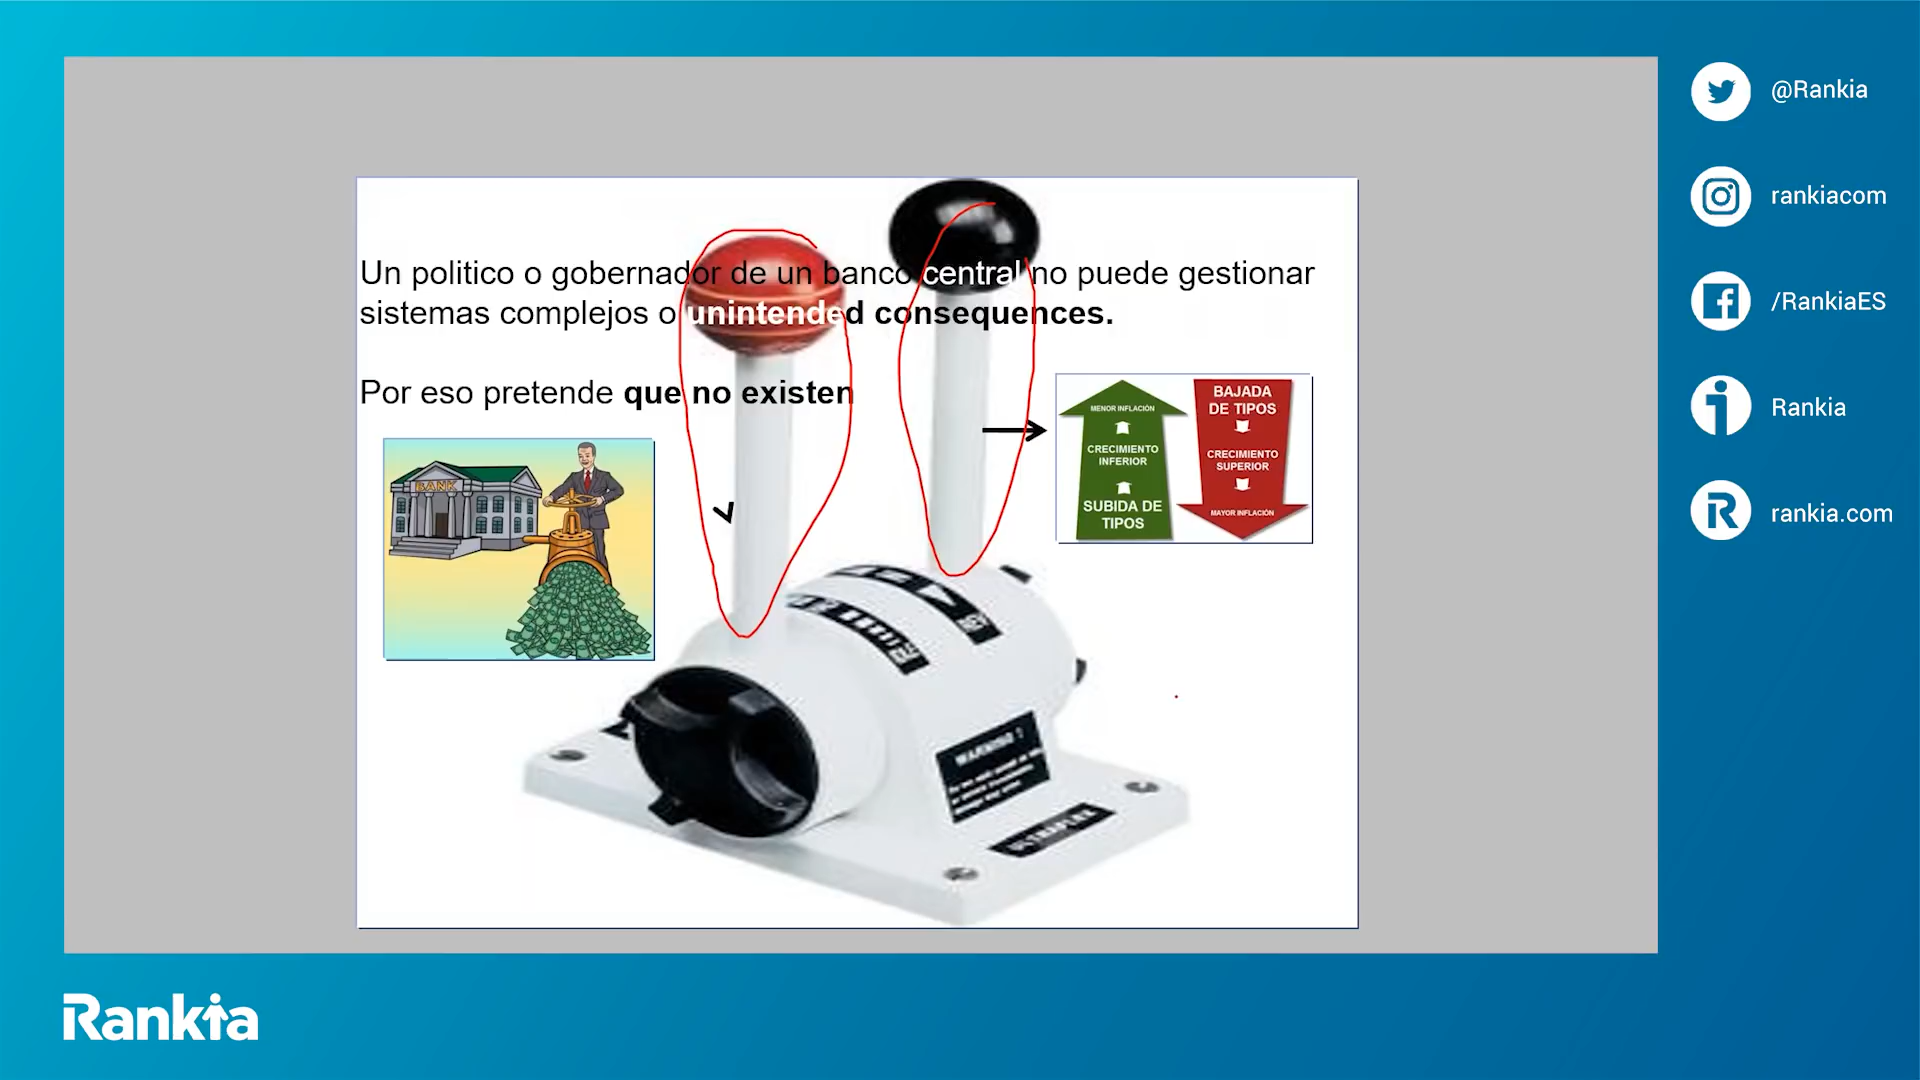 Un politico o gobernador de un banco central no puede gestionar
sistemas complejos o unintended consequences.
Por eso pretende que no existen
BANK
MENOR INFLACIÓN
CRECIMIENTO
INFERIOR
SUBIDA DE
TIPOS
BAJADA
DE TIPOS
CRECIMIENTO
SUPERIOR
MAYOR INFLACIÓN
WARNING :
ULTRAFLEX
@Rankia
rankiacom
/RankiaES
Rankia
rankia.com
Rankia